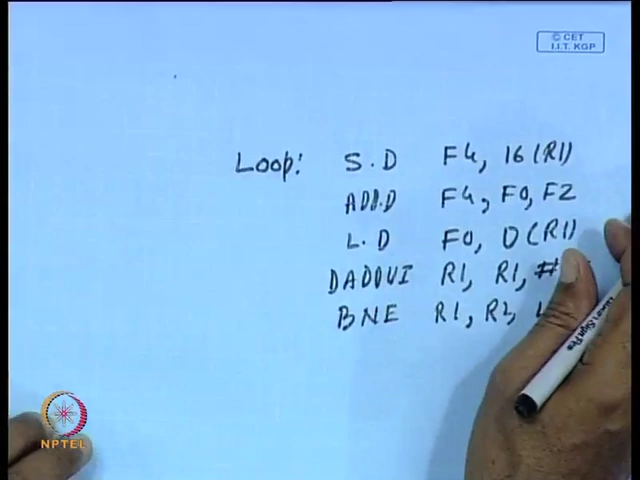 © CET
I.I.T. KGP
Loop: S.D F4, 16(R1)
ADD.D F4, F0, F2
L.D F0, 0(R1)
DADDUI R1, R1, #
BNE R1, R2,
NPTEL